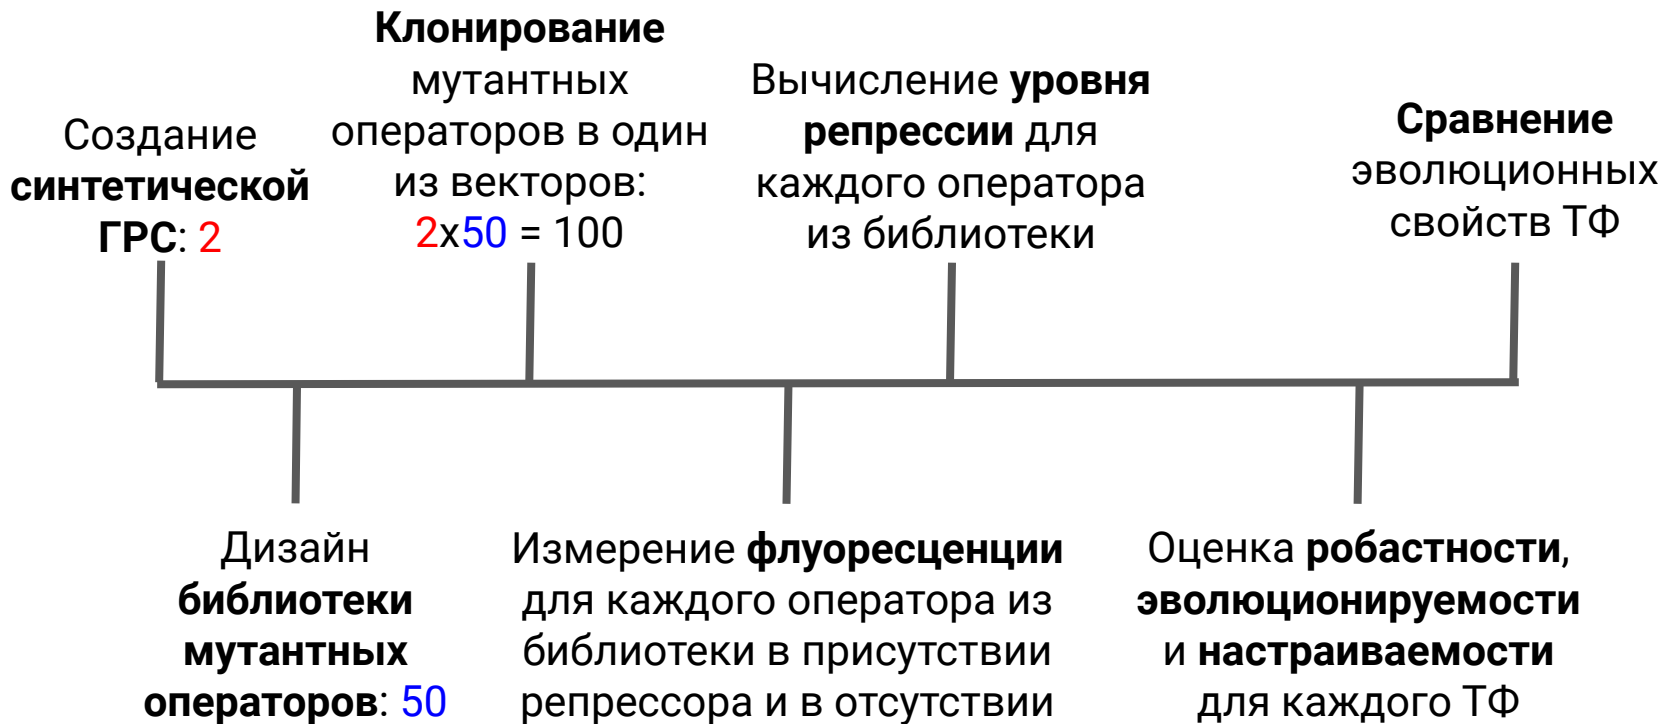 Создание
синтетической
ГРС: 2
Клонирование
мутантных
операторов в один
из векторов:
2x50 = 100
Вычисление уровня
репрессии для
каждого оператора
из библиотеки
Сравнение
эволюционных
свойств ТФ
Дизайн
библиотеки
мутантных
операторов: 50
Измерение флуоресценции
для каждого оператора из
библиотеки в присутствии
репрессора и в отсутствии
Оценка робастности,
эволюционируемости
и настраиваемости
для каждого ТФ